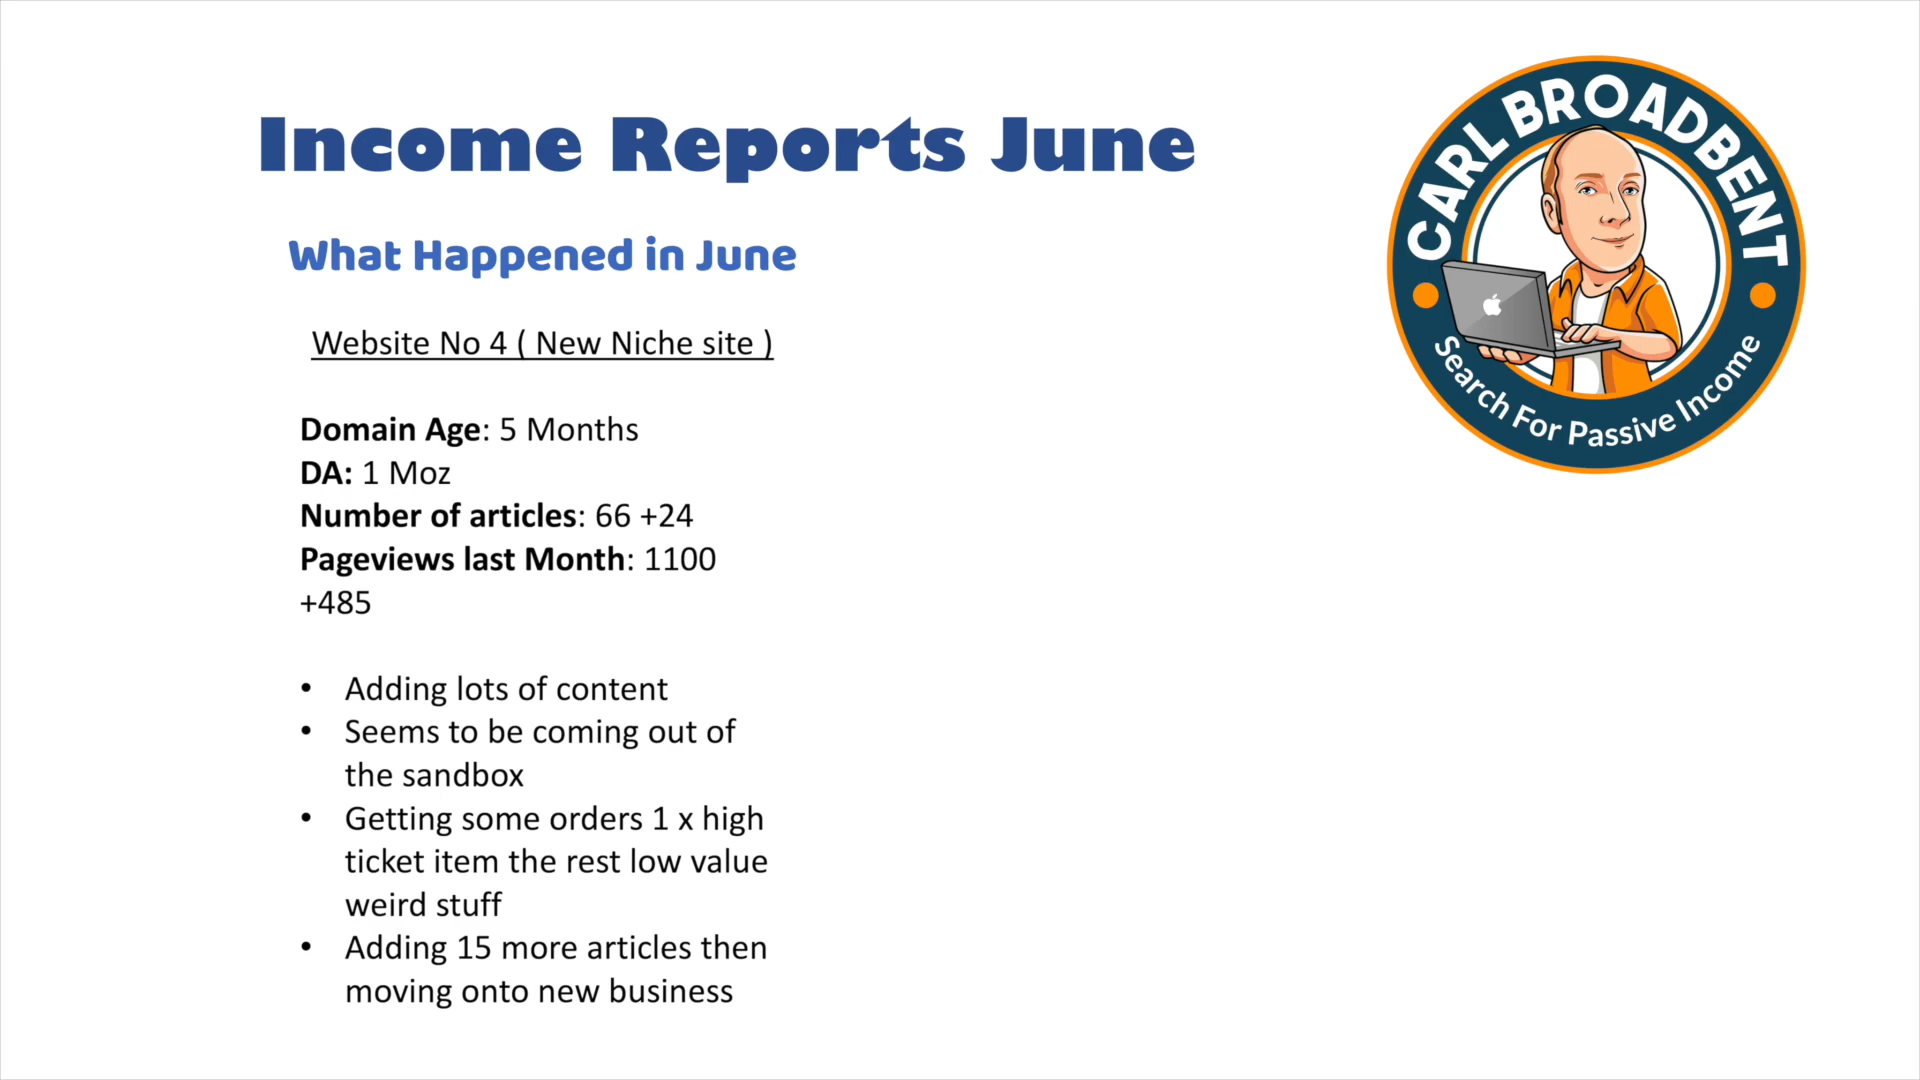 Income Reports June
CARL BROADBENT
Search For Passive Income
What Happened in June
Website No 4 ( New Niche site )
Domain Age: 5 Months
DA: 1 Moz
Number of articles: 66 +24
Pageviews last Month: 1100
+485
• Adding lots of content
• Seems to be coming out of
the sandbox
• Getting some orders 1 x high
ticket item the rest low value
weird stuff
• Adding 15 more articles then
moving onto new business